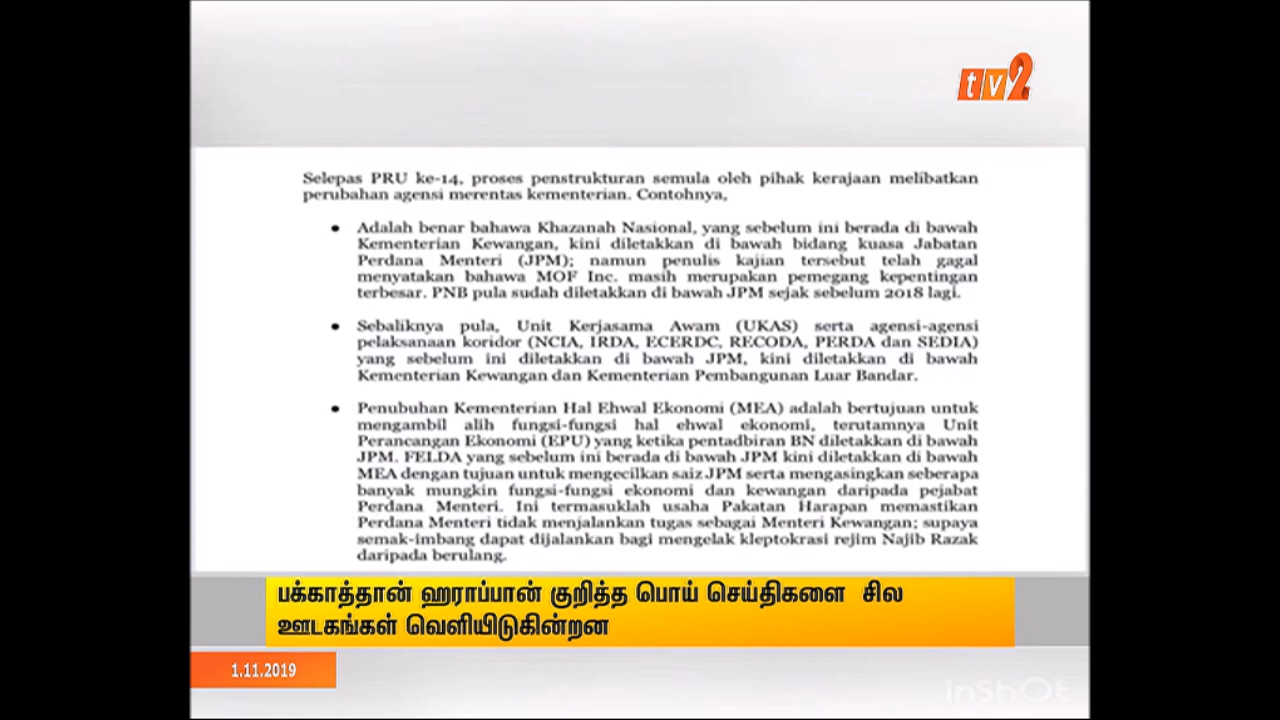 tv2
Selepas PRU ke-14, proses penstrukturan semula oleh pihak kerajaan melibatkan
perubahan agensi merentas kementerian. Contohnya,
• Adalah benar bahawa Khazanah Nasional, yang sebelum ini berada di bawah
Kementerian Kewangan, kini diletakkan di bawah bidang kuasa Jabatan
Perdana Menteri (JPM); namun penulis kajian tersebut telah gagal
menyatakan bahawa MOF Inc. masih merupakan pemegang kepentingan
terbesar. PNB pula sudah diletakkan di bawah JPM sejak sebelum 2018 lagi.
• Sebaliknya pula, Unit Kerjasama Awam (UKAS) serta agensi-agensi
pelaksanaan koridor (NCIA, IRDA, ECERDC, RECODA, PERDA dan SEDIA)
yang sebelum ini diletakkan di bawah JPM, kini diletakkan di bawah
Kementerian Kewangan dan Kementerian Pembangunan Luar Bandar.
• Penubuhan Kementerian Hal Ehwal Ekonomi (MEA) adalah bertujuan untuk
mengambil alih fungsi-fungsi hal ehwal ekonomi, terutamnya Unit
Perancangan Ekonomi (EPU) yang ketika pentadbiran BN diletakkan di bawah
JPM. FELDA yang sebelum ini berada di bawah JPM kini diletakkan di bawah
MEA dengan tujuan untuk mengecilkan saiz JPM serta mengasingkan seberapa
banyak mungkin fungsi-fungsi ekonomi dan kewangan daripada pejabat
Perdana Menteri. Ini termasuklah usaha Pakatan Harapan memastikan
Perdana Menteri tidak menjalankan tugas sebagai Menteri Kewangan; supaya
semak-imbang dapat dijalankan bagi mengelak kleptokrasi rejim Najib Razak
daripada berulang.
பக்காத்தான் ஹராப்பான் குறித்த பொய் செய்திகளை சில
ஊடகங்கள் வெளியிடுகின்றன
1.11.2019
InShOt